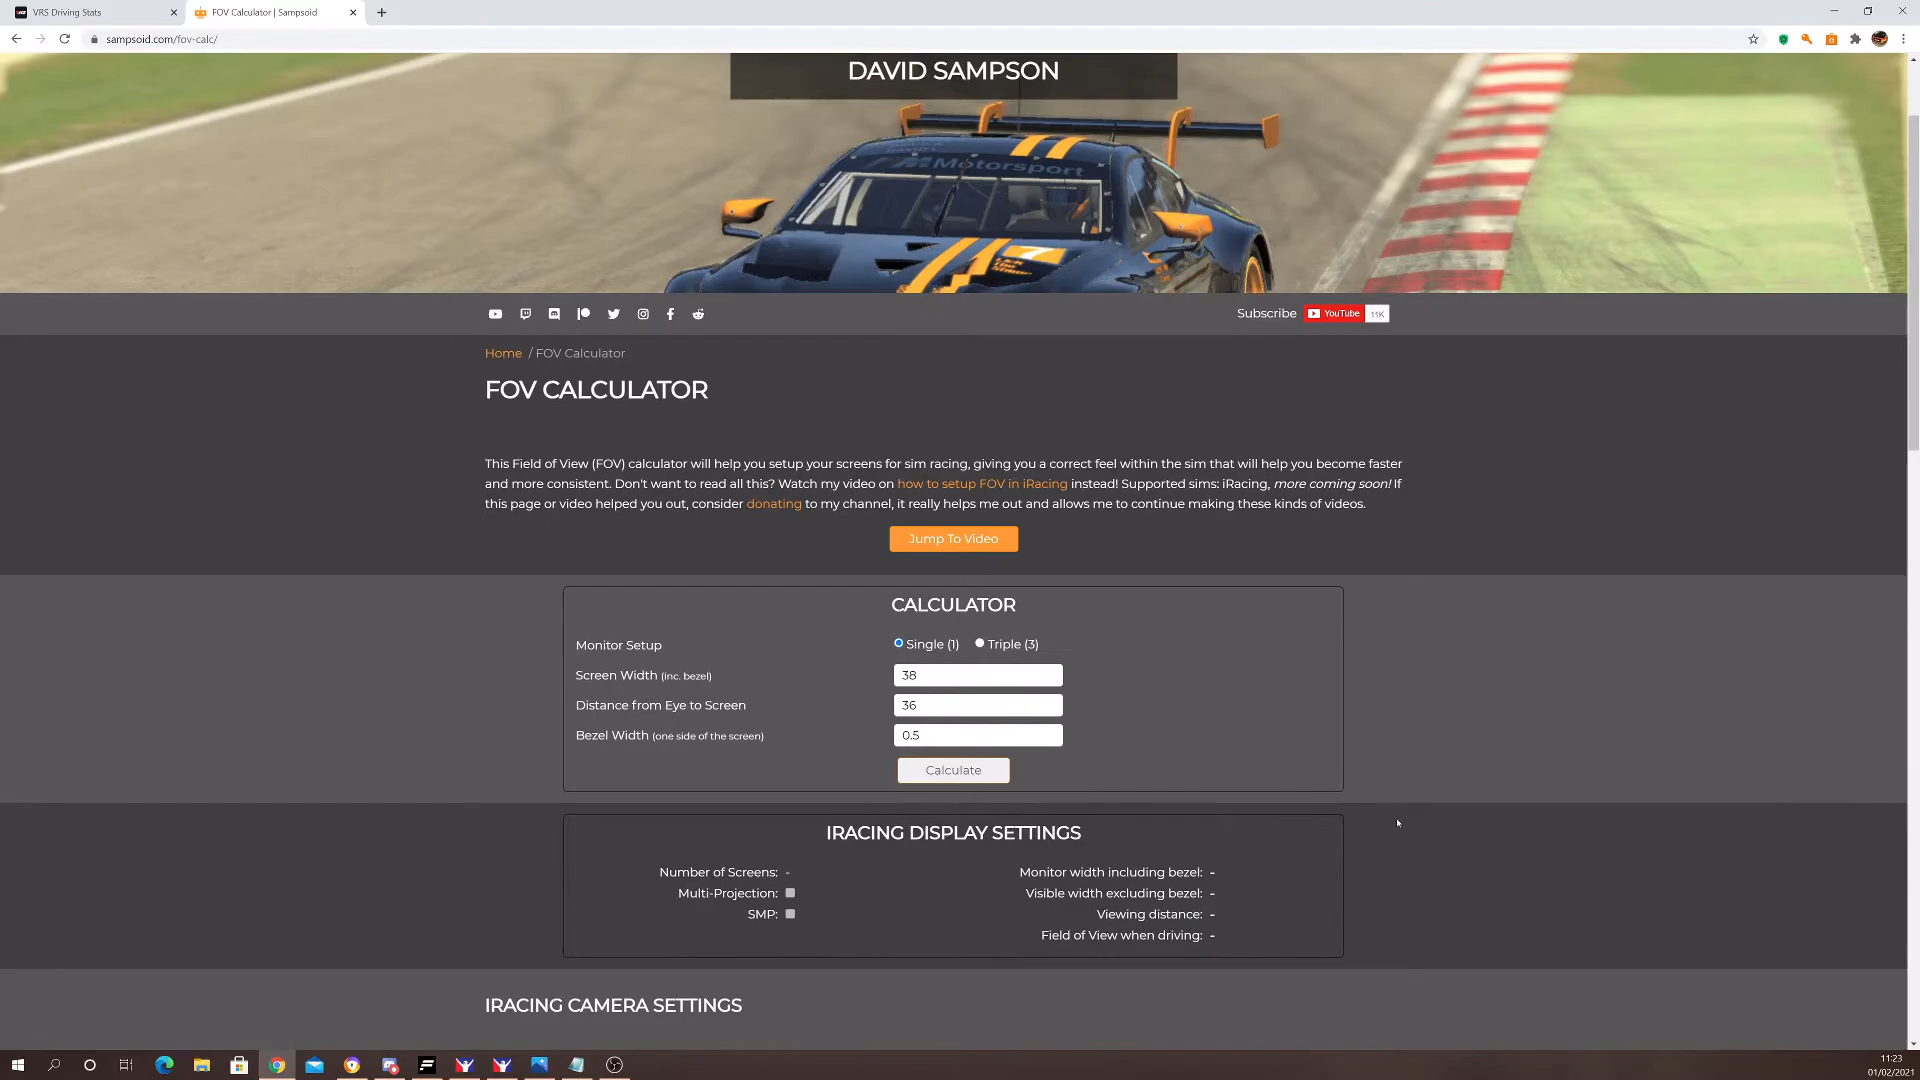 VRS Driving Stats
FOV Calculator | Sampsoid
sampsoid.com/fov-calc/
DAVID SAMPSON
Motorsport
7
Subscribe YouTube 11K
Home / FOV Calculator
FOV CALCULATOR
This Field of View (FOV) calculator will help you setup your screens for sim racing, giving you a correct feel within the sim that will help you become faster
and more consistent. Don't want to read all this? Watch my video on how to setup FOV in iRacing instead! Supported sims: iRacing, more coming soon! If
this page or video helped you out, consider donating to my channel, it really helps me out and allows me to continue making these kinds of videos.
Jump To Video
CALCULATOR
Monitor Setup Single (1) Triple (3)
Screen Width (inc. bezel) 38
Distance from Eye to Screen 36
Bezel Width (one side of the screen) 0.5
Calculate
IRACING DISPLAY SETTINGS
Number of Screens: - Monitor width including bezel: -
Multi-Projection: Visible width excluding bezel: -
SMP: Viewing distance: -
Field of View when driving: -
IRACING CAMERA SETTINGS
11:23
01/02/2021